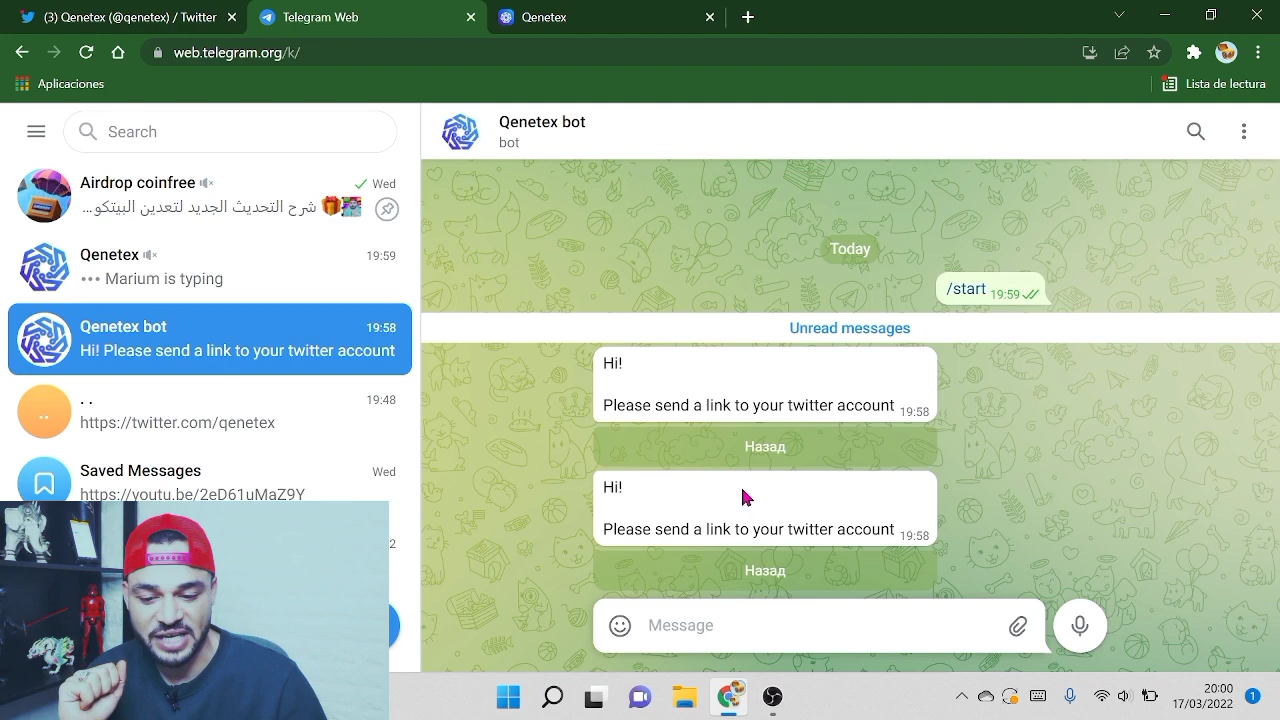 (3) Qenetex (@qenetex) / Twitter
Telegram Web
Qenetex
web.telegram.org/k/
Aplicaciones
Lista de lectura
Search
Airdrop coinfree
Wed
شرح التحديث الجديد لتعدين البيتكو...
Qenetex
19:59
Marium is typing
Qenetex bot
19:58
Hi! Please send a link to your twitter account
. .
19:48
https://twitter.com/qenetex
Saved Messages
Wed
https://youtu.be/2eD61uMaZ9Y
2
Qenetex bot
bot
Today
/start 19:59
Unread messages
Hi!
Please send a link to your twitter account 19:58
Назад
Hi!
Please send a link to your twitter account 19:58
Назад
Message
20:00
17/03/2022
1